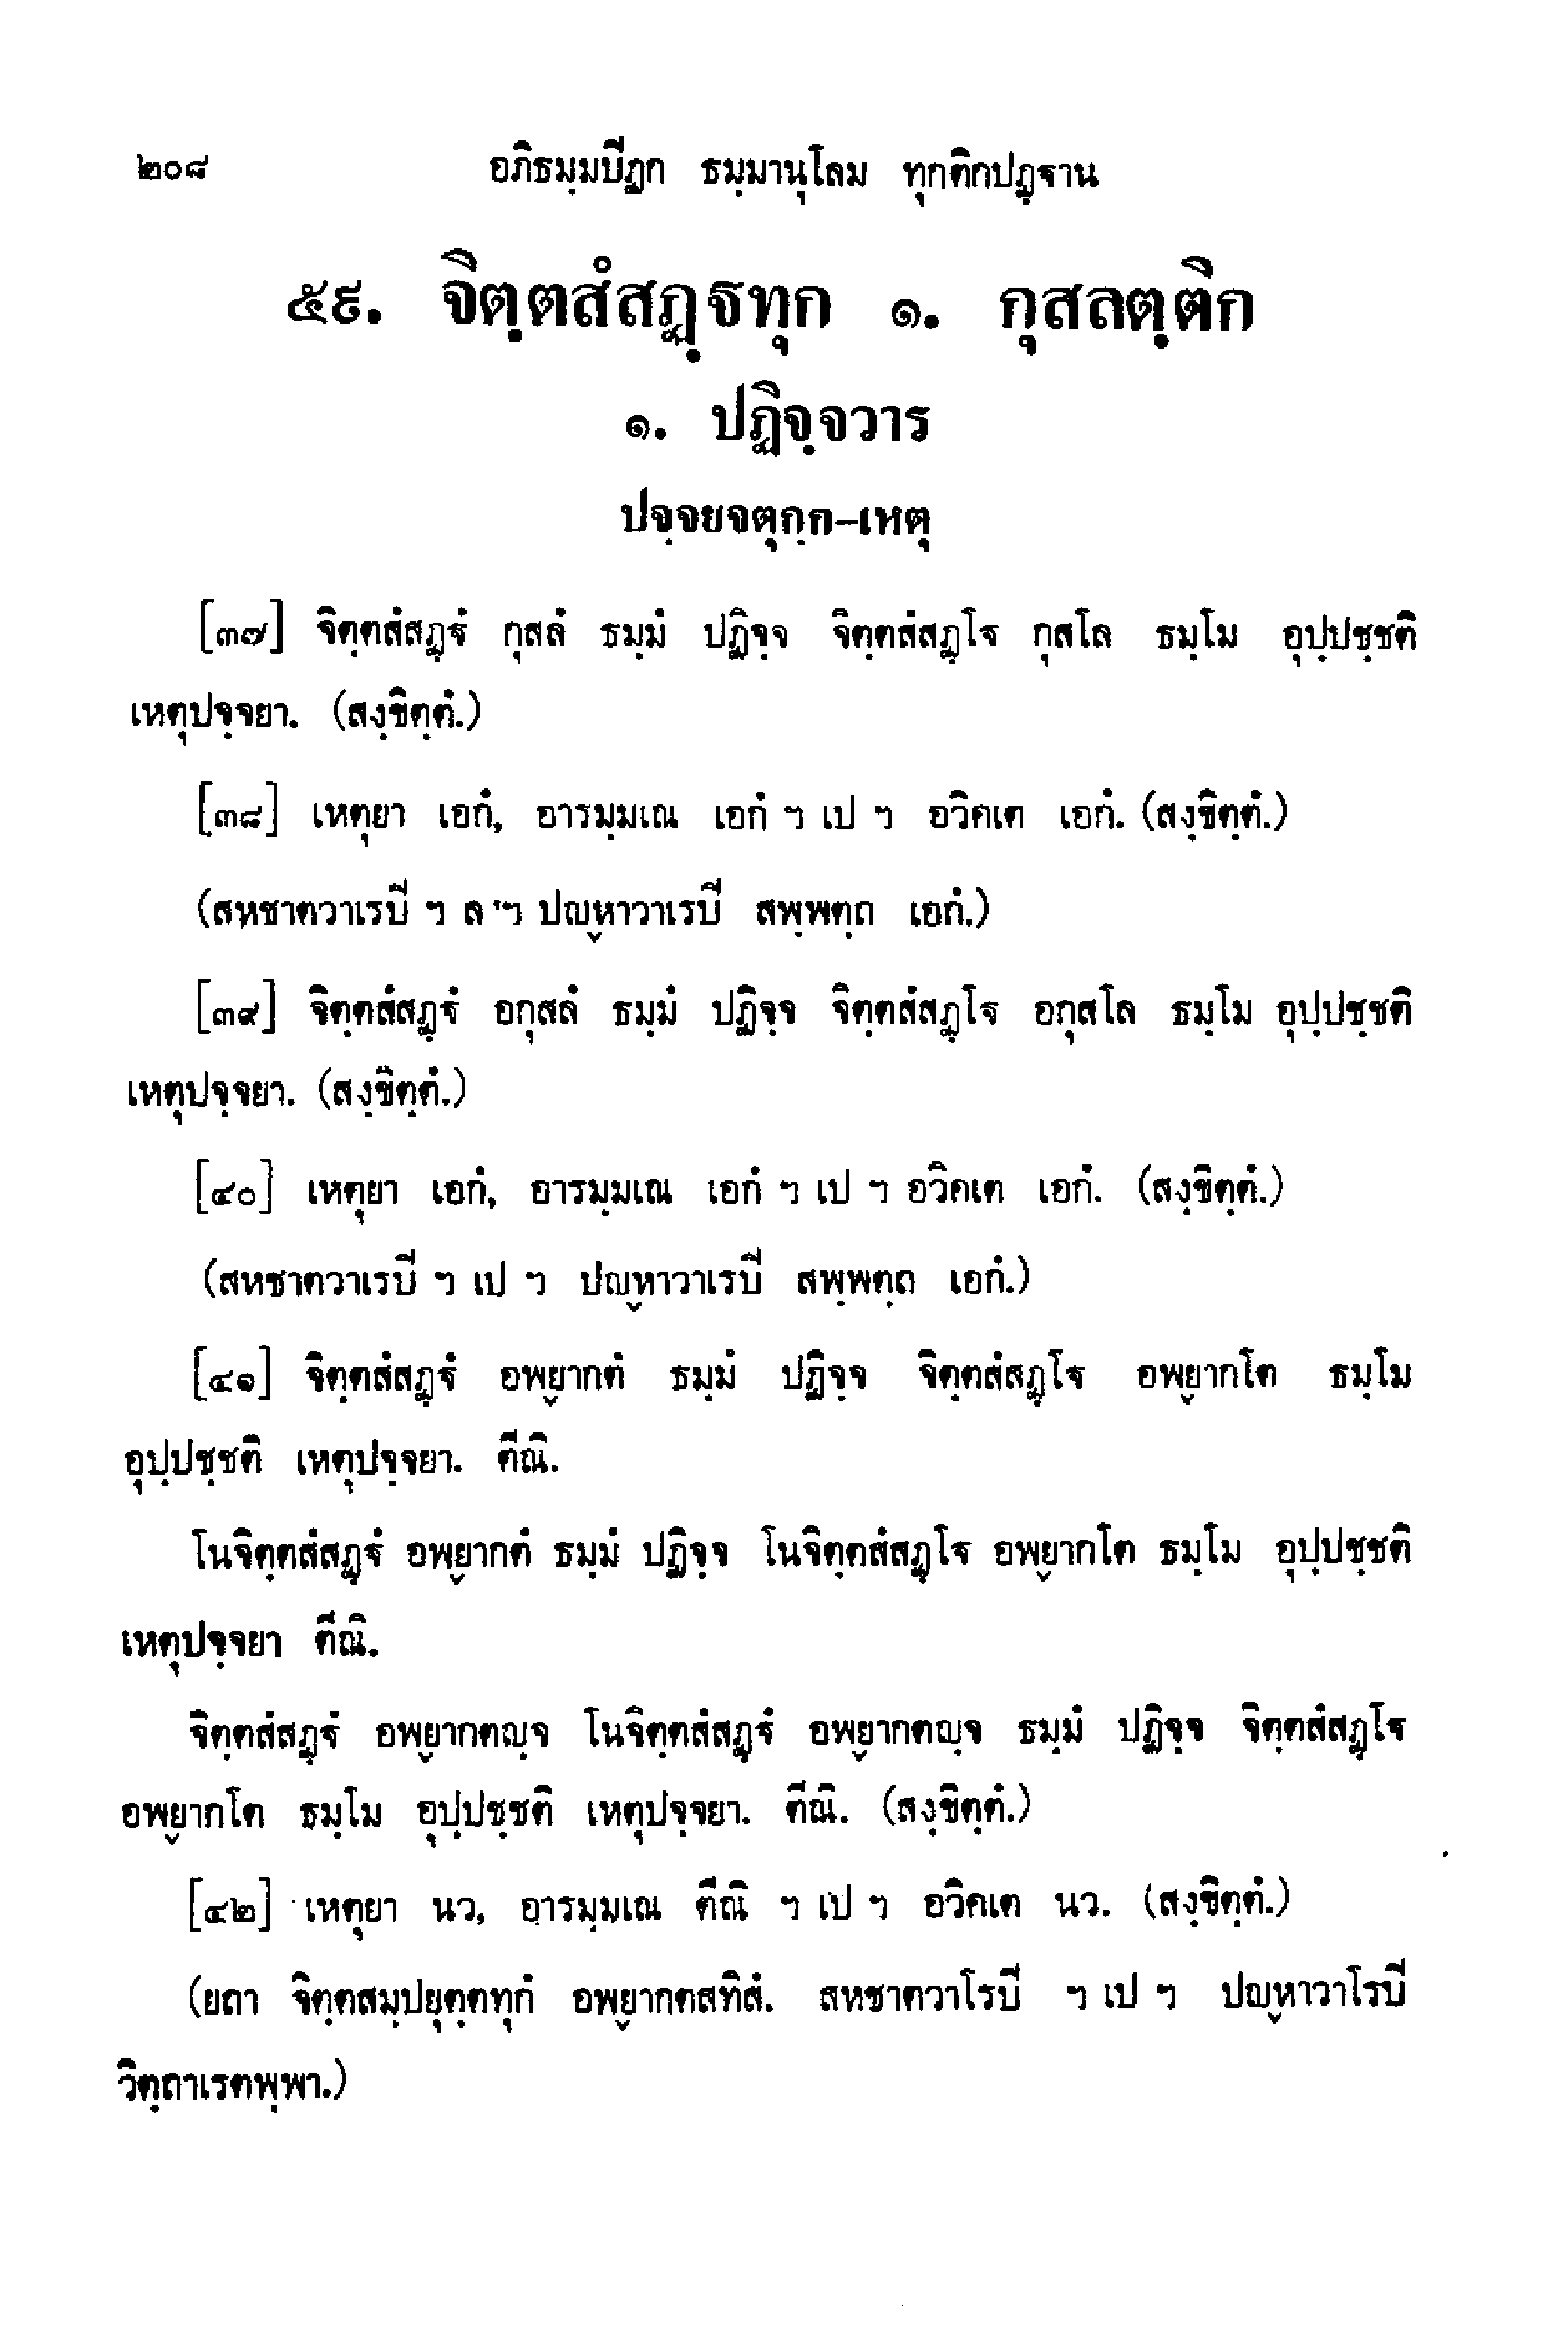 ๒๐๘ อภิธมฺมปิฏก ธมฺมานุโลม ทุกติกปฏฺฐาน
๕๙. จิตฺตสํสฏฺฐทุก ๑. กุสลตฺติก
๑. ปฏิจฺจวาร
ปจฺจยจตุกฺก-เหตุ
[๓๗] จิตฺตสํสฏฺฐํ กุสลํ ธมฺมํ ปฏิจฺจ จิตฺตสํสฏฺโฐ กุสโล ธมฺโม อุปฺปชฺชติ
เหตุปจฺจยา. (สงฺขิตฺตํ.)
[๓๘] เหตุยา เอกํ, อารมฺมเณ เอกํ ฯ เป ฯ อวิคเต เอกํ. (สงฺขิตฺตํ.)
(สหชาตวาเรปิ ฯ ล ฯ ปญฺหาวาเรปิ สพฺพตฺถ เอกํ.)
[๓๙] จิตฺตสํสฏฺฐํ อกุสลํ ธมฺมํ ปฏิจฺจ จิตฺตสํสฏฺโฐ อกุสโล ธมฺโม อุปฺปชฺชติ
เหตุปจฺจยา. (สงฺขิตฺตํ.)
[๔๐] เหตุยา เอกํ, อารมฺมเณ เอกํ ฯ เป ฯ อวิคเต เอกํ. (สงฺขิตฺตํ.)
(สหชาตวาเรปิ ฯ เป ฯ ปญฺหาวาเรปิ สพฺพตฺถ เอกํ.)
[๔๑] จิตฺตสํสฏฺฐํ อพฺยากตํ ธมฺมํ ปฏิจฺจ จิตฺตสํสฏฺโฐ อพฺยากโต ธมฺโม
อุปฺปชฺชติ เหตุปจฺจยา. ตีณิ.
โนจิตฺตสํสฏฺฐํ อพฺยากตํ ธมฺมํ ปฏิจฺจ โนจิตฺตสํสฏฺโฐ อพฺยากโต ธมฺโม อุปฺปชฺชติ
เหตุปจฺจยา ตีณิ.
จิตฺตสํสฏฺฐํ อพฺยากตญฺจ โนจิตฺตสํสฏฺฐํ อพฺยากตญฺจ ธมฺมํ ปฏิจฺจ จิตฺตสํสฏฺโฐ
อพฺยากโต ธมฺโม อุปฺปชฺชติ เหตุปจฺจยา. ตีณิ. (สงฺขิตฺตํ.)
[๔๒] เหตุยา นว, อารมฺมเณ ตีณิ ฯ เป ฯ อวิคเต นว. (สงฺขิตฺตํ.)
(ยถา จิตฺตสมฺปยุตฺตทุกํ อพฺยากตสทิสํ. สหชาตวาโรปิ ฯ เป ฯ ปญฺหาวาโรปิ
วิตฺถาเรตพฺพา.)